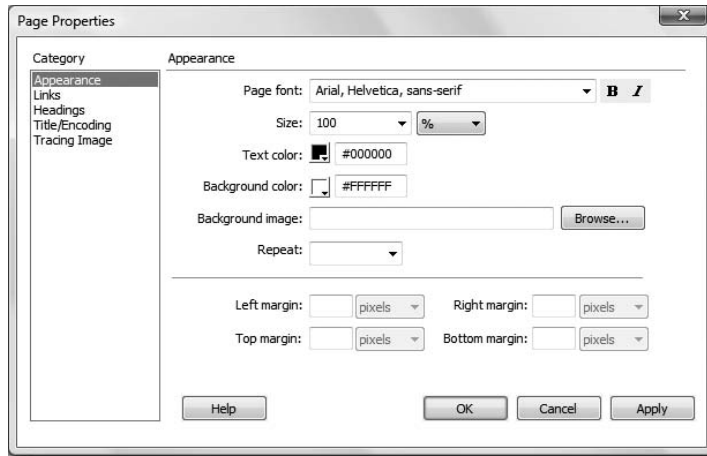 Page Properties
X
Category
Appearance
Links
Headings
Title/Encoding
Tracing Image
Appearance
Page font: Arial, Helvetica, sans-serif B I
Size: 100 %
Text color: #000000
Background color: #FFFFFF
Background image: Browse...
Repeat:
Left margin: pixels Right margin: pixels
Top margin: pixels Bottom margin: pixels
Help OK Cancel Apply